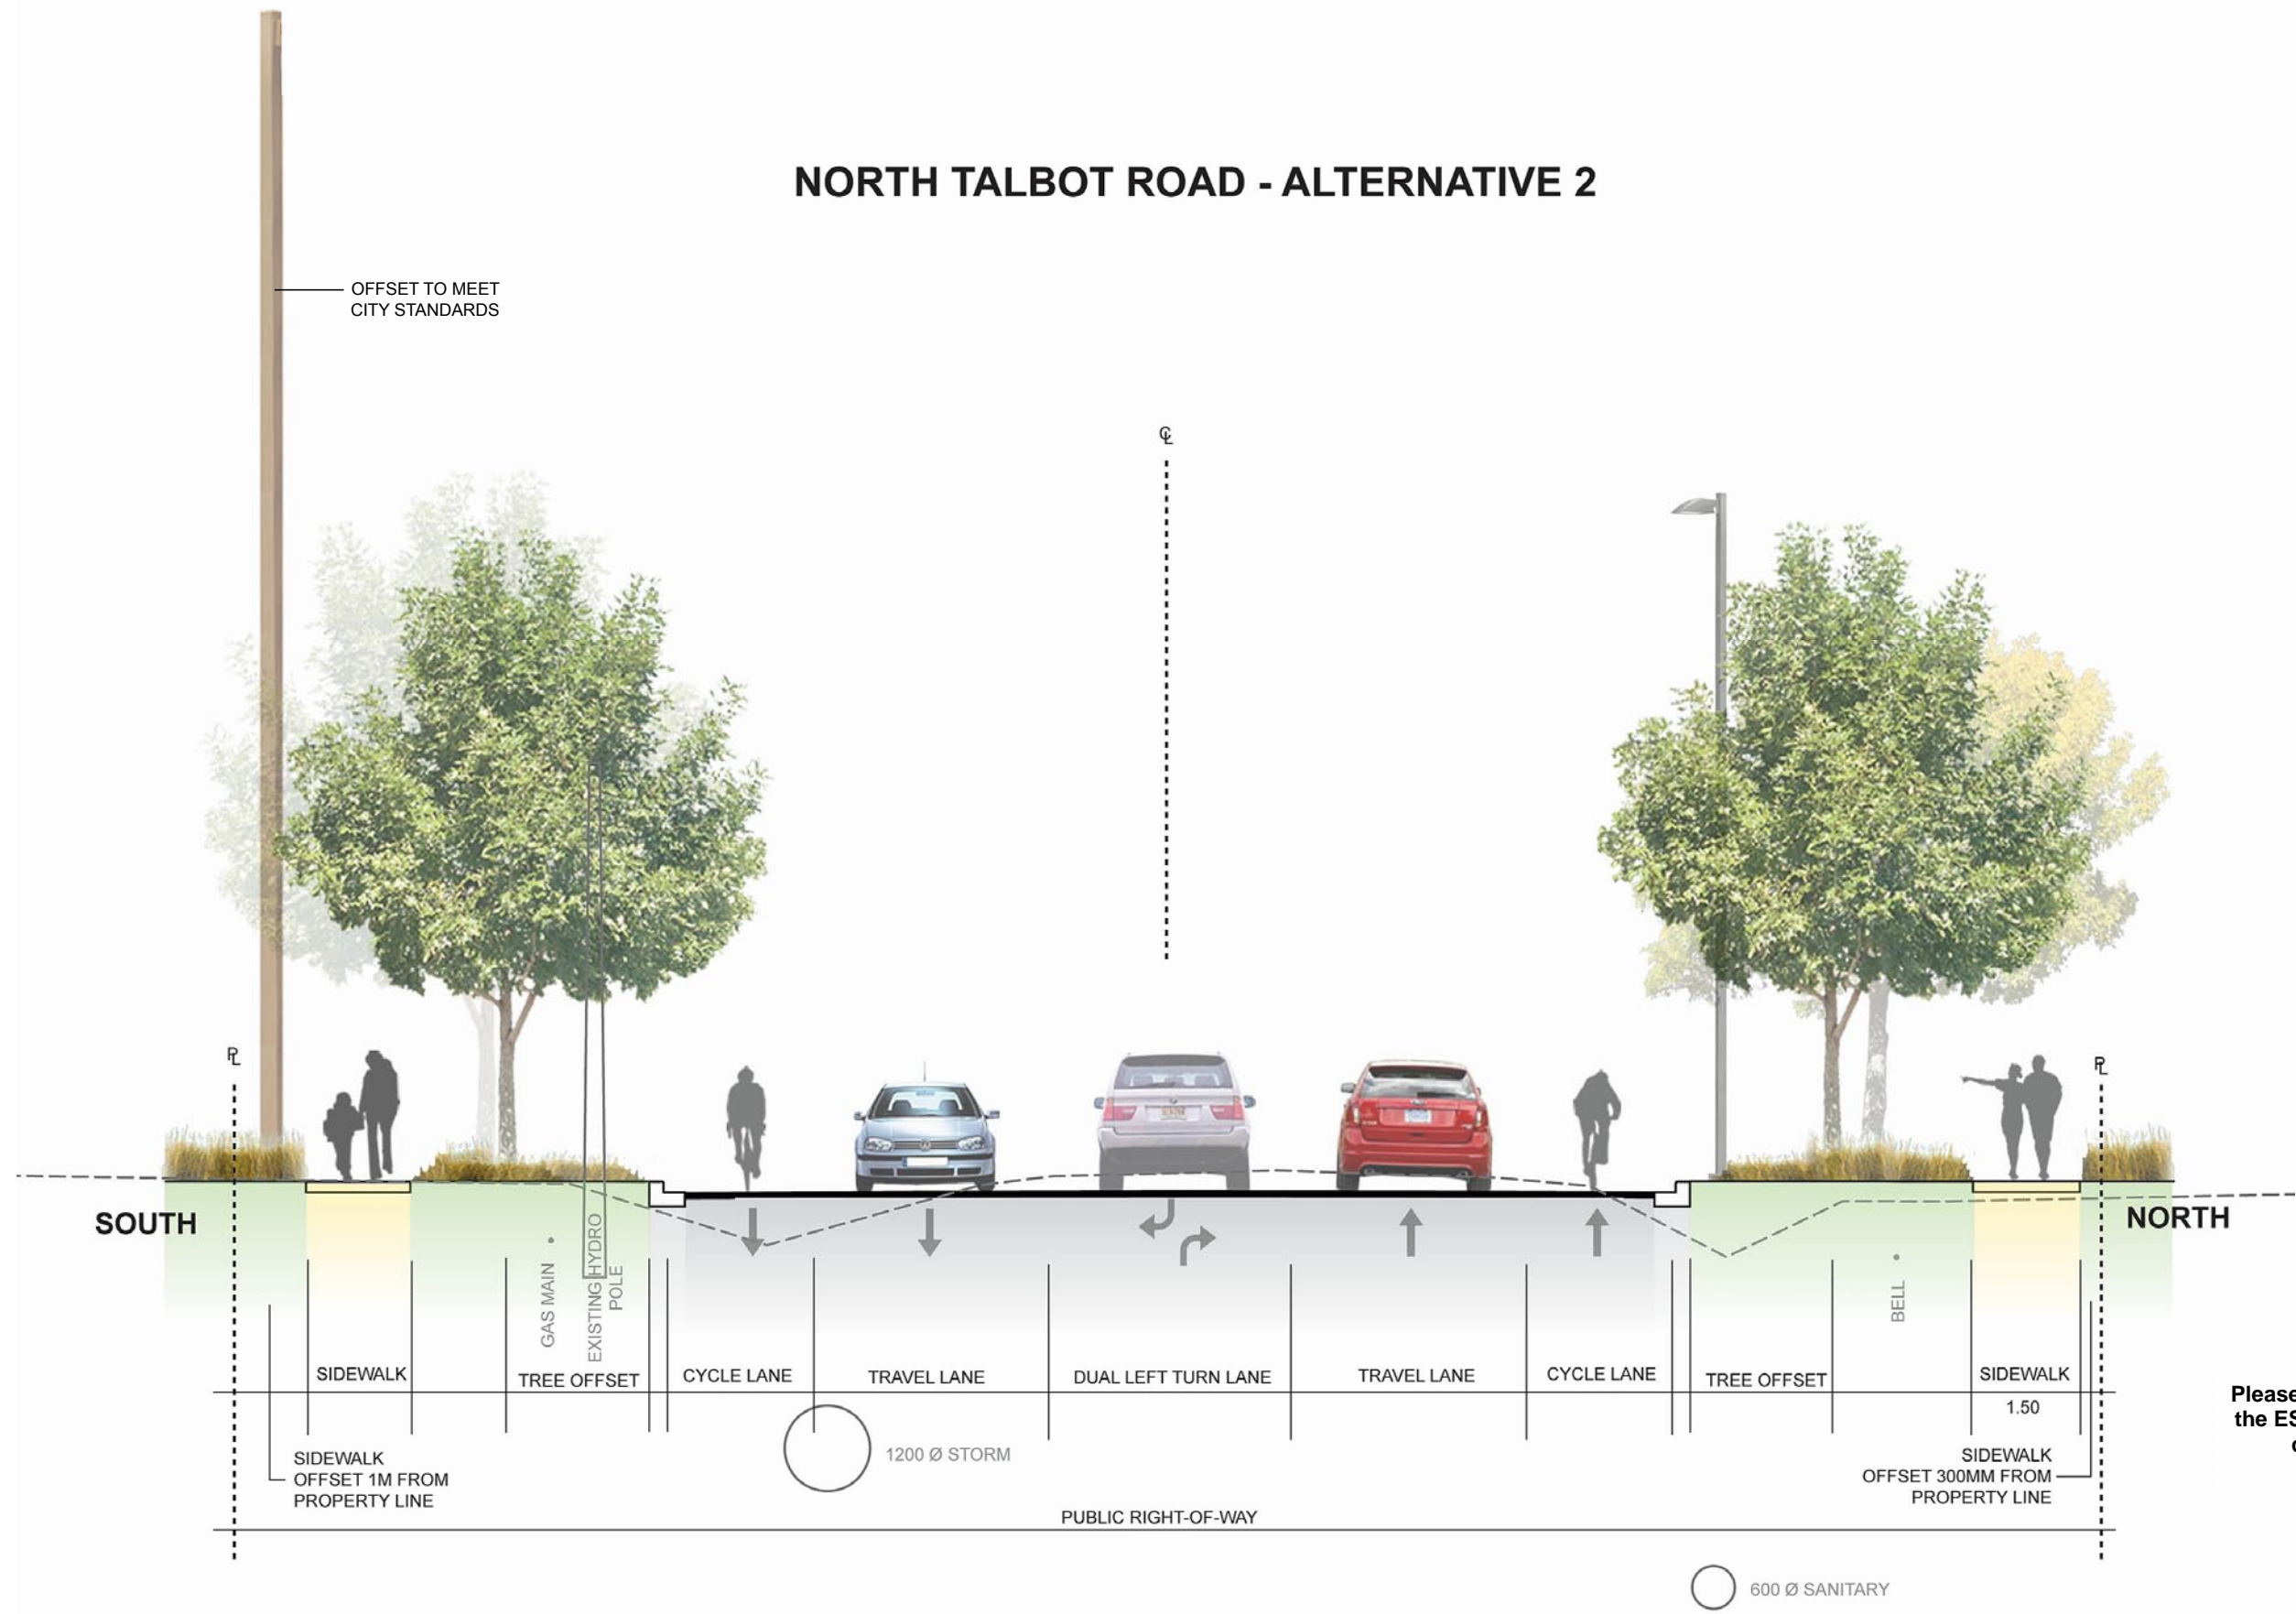 NORTH TALBOT ROAD - ALTERNATIVE 2
OFFSET TO MEET
CITY STANDARDS
CL
PL
PL
SOUTH
NORTH
GAS MAIN
EXISTING HYDRO
POLE
BELL
SIDEWALK
TREE OFFSET
CYCLE LANE
TRAVEL LANE
DUAL LEFT TURN LANE
TRAVEL LANE
CYCLE LANE
TREE OFFSET
SIDEWALK
1.50
Please
the ES
SIDEWALK
OFFSET 1M FROM
PROPERTY LINE
1200 Ø STORM
SIDEWALK
OFFSET 300MM FROM
PROPERTY LINE
PUBLIC RIGHT-OF-WAY
600 Ø SANITARY